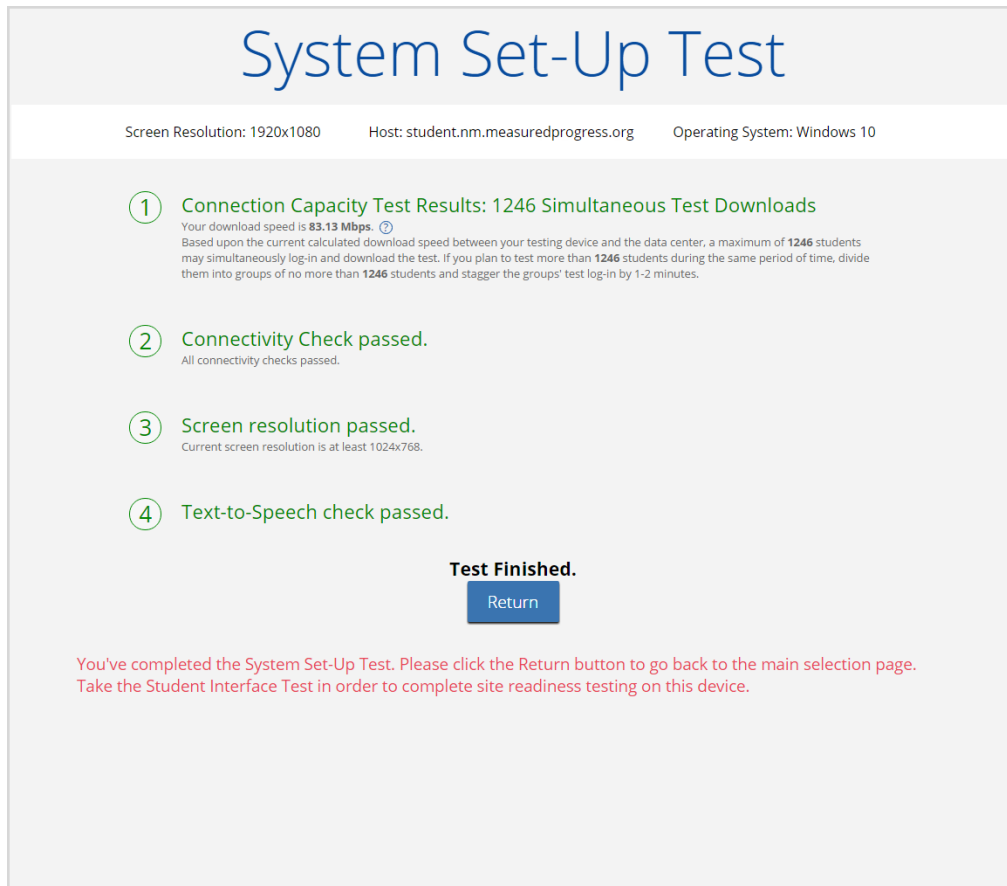 System Set-Up Test
Screen Resolution: 1920x1080 Host: student.nm.measuredprogress.org Operating System: Windows 10
1 Connection Capacity Test Results: 1246 Simultaneous Test Downloads
Your download speed is 83.13 Mbps. ?
Based upon the current calculated download speed between your testing device and the data center, a maximum of 1246 students
may simultaneously log-in and download the test. If you plan to test more than 1246 students during the same period of time, divide
them into groups of no more than 1246 students and stagger the groups' test log-in by 1-2 minutes.
2 Connectivity Check passed.
All connectivity checks passed.
3 Screen resolution passed.
Current screen resolution is at least 1024x768.
4 Text-to-Speech check passed.
Test Finished.
Return
You've completed the System Set-Up Test. Please click the Return button to go back to the main selection page.
Take the Student Interface Test in order to complete site readiness testing on this device.